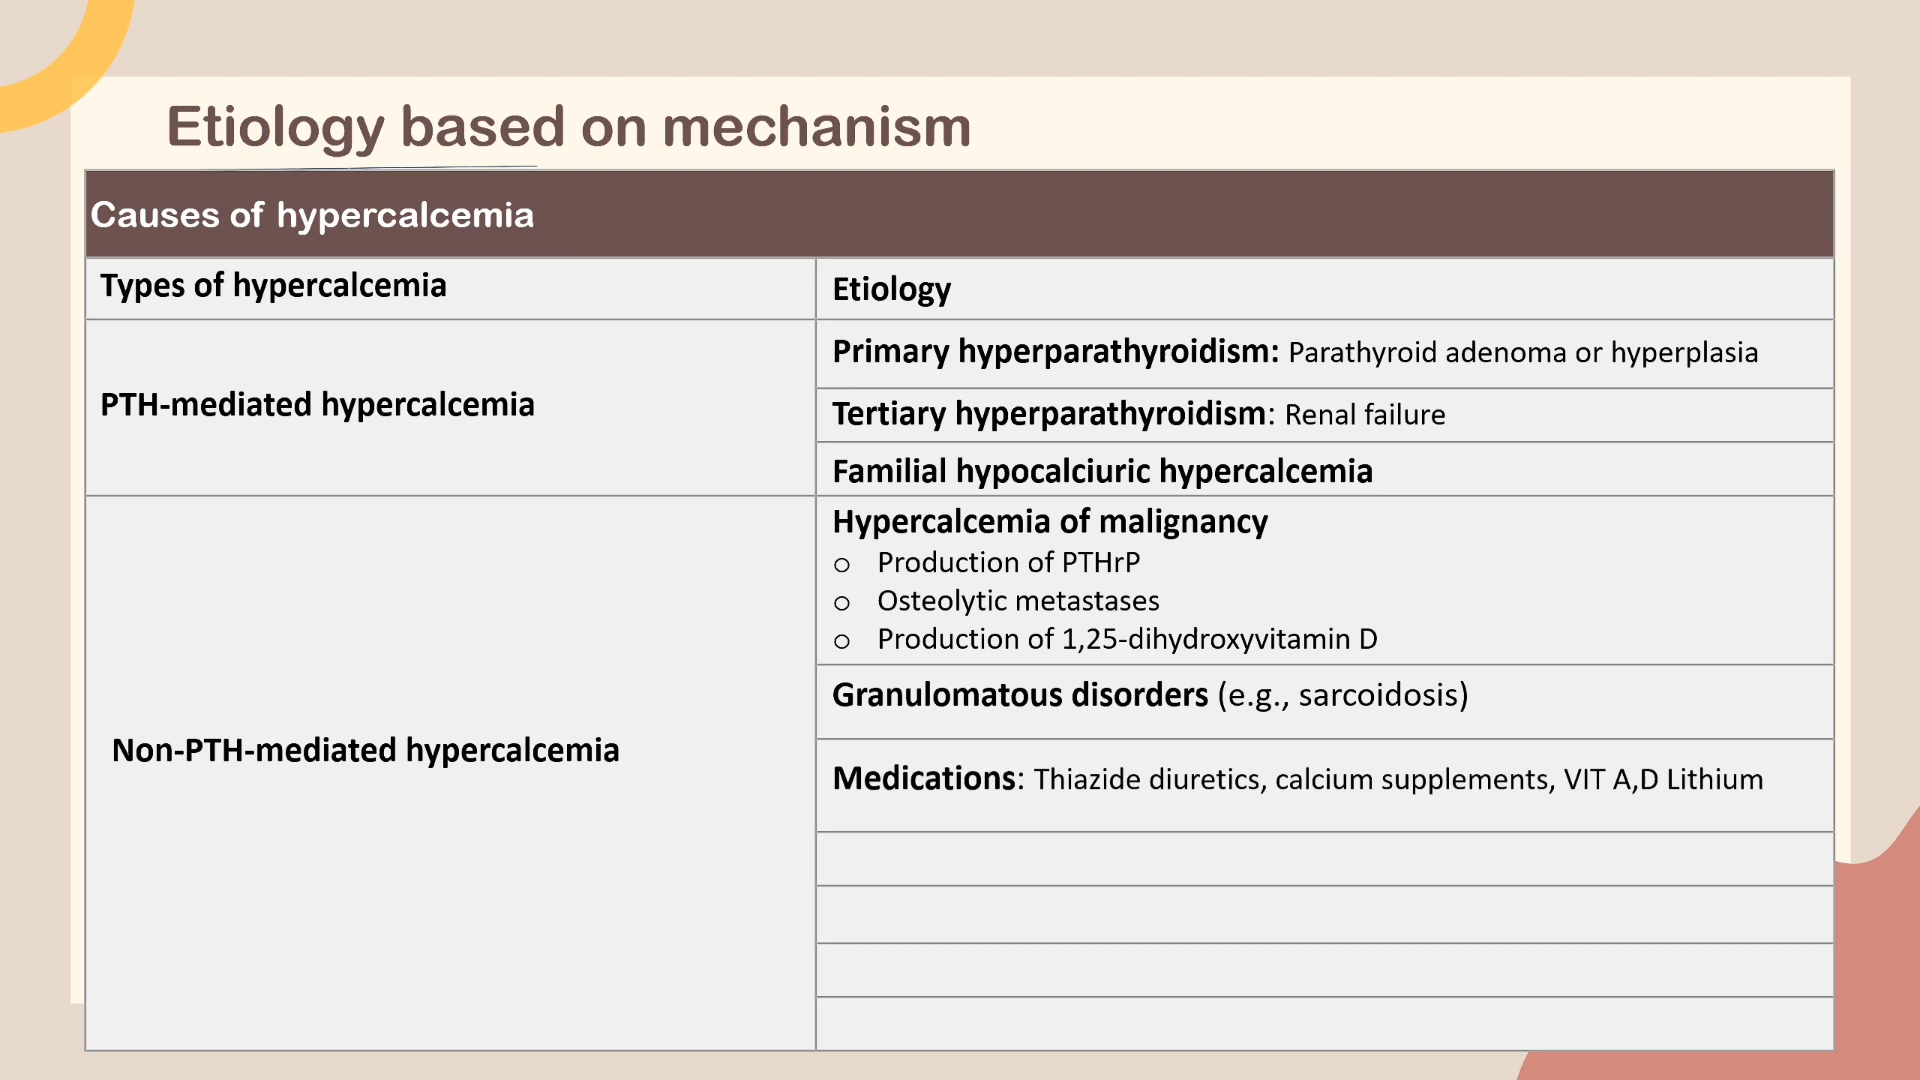 Etiology based on mechanism
Causes of hypercalcemia
Types of hypercalcemia
Etiology
PTH-mediated hypercalcemia
Primary hyperparathyroidism: Parathyroid adenoma or hyperplasia
Tertiary hyperparathyroidism: Renal failure
Familial hypocalciuric hypercalcemia
Non-PTH-mediated hypercalcemia
Hypercalcemia of malignancy
o Production of PTHrP
o Osteolytic metastases
o Production of 1,25-dihydroxyvitamin D
Granulomatous disorders (e.g., sarcoidosis)
Medications: Thiazide diuretics, calcium supplements, VIT A,D Lithium